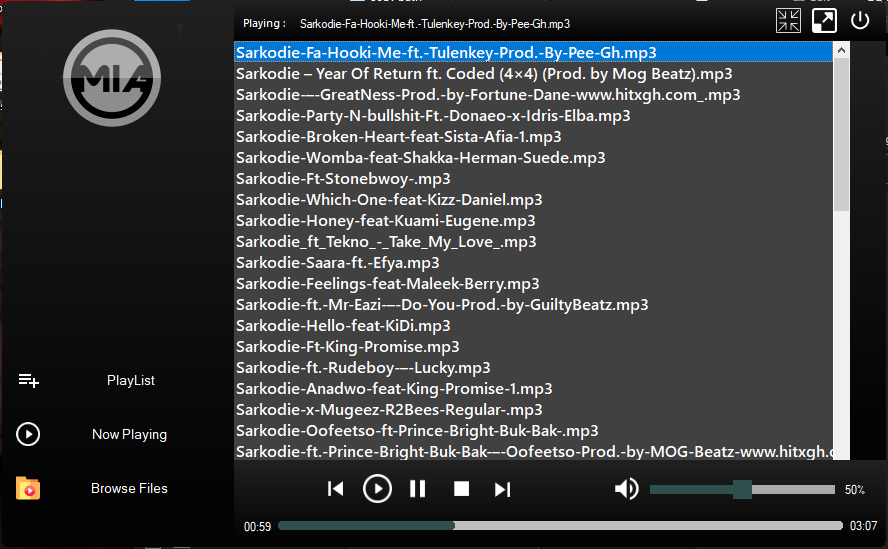 Playing : Sarkodie-Fa-Hooki-Me-ft.-Tulenkey-Prod.-By-Pee-Gh.mp3
MIA
Sarkodie-Fa-Hooki-Me-ft.-Tulenkey-Prod.-By-Pee-Gh.mp3
Sarkodie – Year Of Return ft. Coded (4×4) (Prod. by Mog Beatz).mp3
Sarkodie-–-GreatNess-Prod.-by-Fortune-Dane-www.hitxgh.com_.mp3
Sarkodie-Party-N-bullshit-Ft.-Donaeo-x-Idris-Elba.mp3
Sarkodie-Broken-Heart-feat-Sista-Afia-1.mp3
Sarkodie-Womba-feat-Shakka-Herman-Suede.mp3
Sarkodie-Ft-Stonebwoy-.mp3
Sarkodie-Which-One-feat-Kizz-Daniel.mp3
Sarkodie-Honey-feat-Kuami-Eugene.mp3
Sarkodie_ft_Tekno_-_Take_My_Love_.mp3
Sarkodie-Saara-ft.-Efya.mp3
Sarkodie-Feelings-feat-Maleek-Berry.mp3
Sarkodie-ft.-Mr-Eazi-–-Do-You-Prod.-by-GuiltyBeatz.mp3
Sarkodie-Hello-feat-KiDi.mp3
Sarkodie-Ft-King-Promise.mp3
Sarkodie-ft.-Rudeboy-–-Lucky.mp3
Sarkodie-Anadwo-feat-King-Promise-1.mp3
Sarkodie-x-Mugeez-R2Bees-Regular-.mp3
Sarkodie-Oofeetso-ft-Prince-Bright-Buk-Bak-.mp3
Sarkodie-ft.-Prince-Bright-Buk-Bak-–-Oofeetso-Prod.-by-MOG-Beatz-www.hitxgh.c
PlayList
Now Playing
Browse Files
50%
00:59
03:07